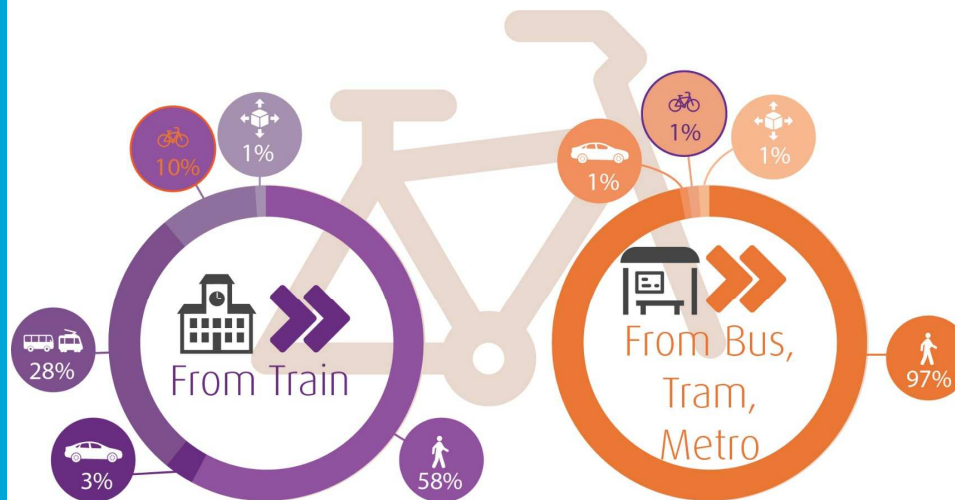 10%
1%
28%
3%
58%
From Train
1%
1%
1%
97%
From Bus,
Tram,
Metro